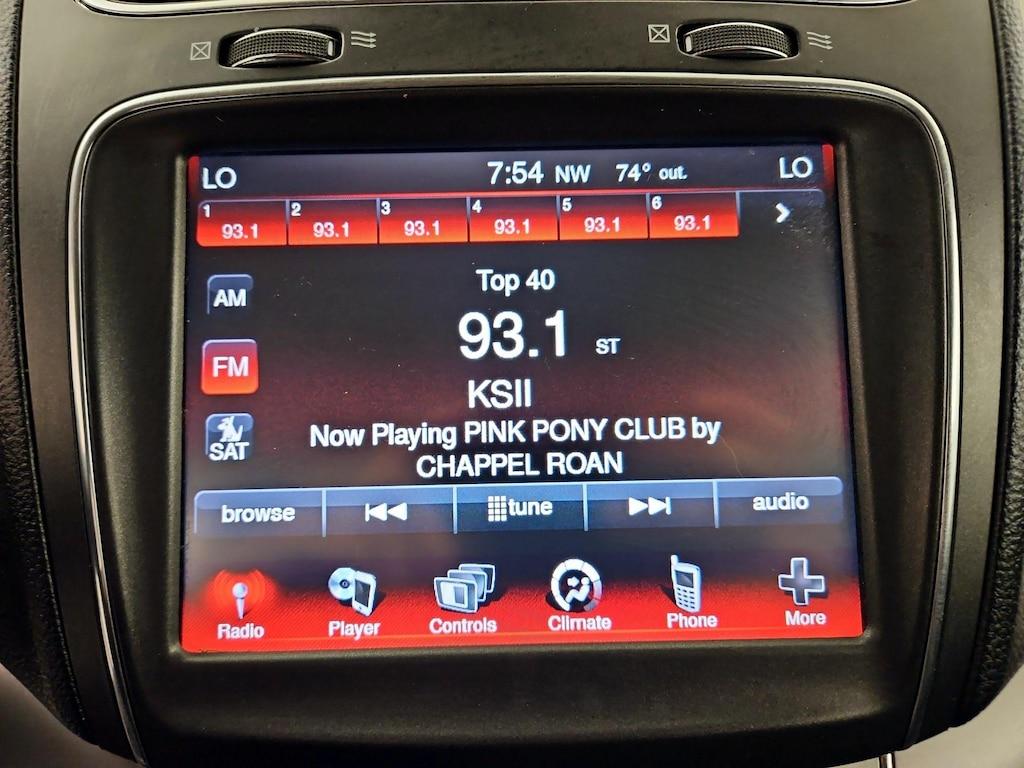 LO 7:54 NW 74° out. LO
1 2 3 4 5 6
93.1 93.1 93.1 93.1 93.1 93.1
Top 40
AM
93.1 ST
FM
KSII
Now Playing PINK PONY CLUB by
SAT
CHAPPEL ROAN
browse tune audio
Radio Player Controls Climate Phone More